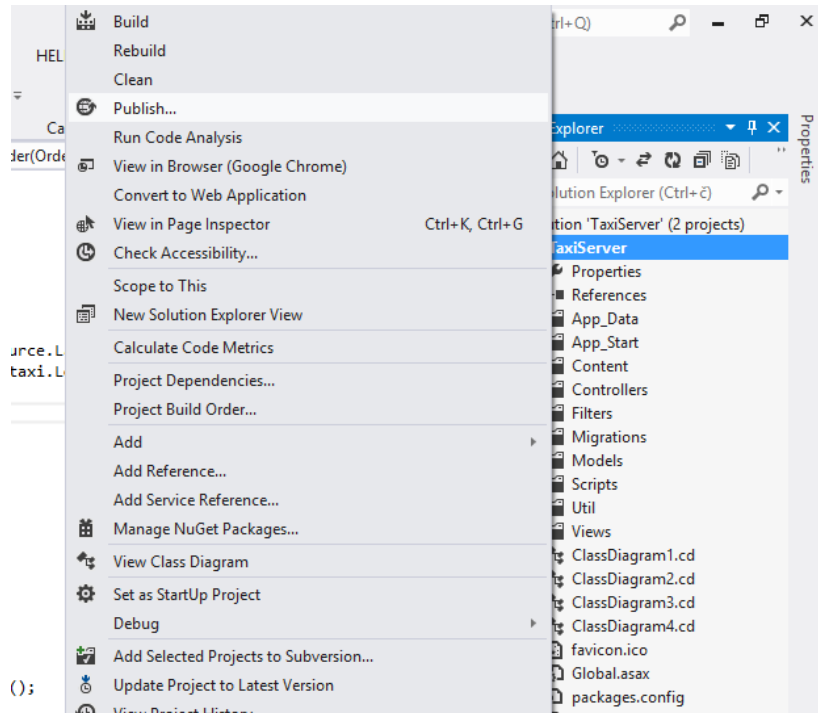 Build
Rebuild
Clean
Publish...
Run Code Analysis
View in Browser (Google Chrome)
Convert to Web Application
View in Page Inspector Ctrl+K, Ctrl+G
Check Accessibility...
Scope to This
New Solution Explorer View
Calculate Code Metrics
Project Dependencies...
Project Build Order...
Add
Add Reference...
Add Service Reference...
Manage NuGet Packages...
View Class Diagram
Set as StartUp Project
Debug
Add Selected Projects to Subversion...
Update Project to Latest Version
View Project History
HEL
Ca
der(Orde
urce.L
taxi.L
();
trl+Q)
Explorer
Properties
lution Explorer (Ctrl+č)
ution 'TaxiServer' (2 projects)
TaxiServer
Properties
References
App_Data
App_Start
Content
Controllers
Filters
Migrations
Models
Scripts
Util
Views
ClassDiagram1.cd
ClassDiagram2.cd
ClassDiagram3.cd
ClassDiagram4.cd
favicon.ico
Global.asax
packages.config